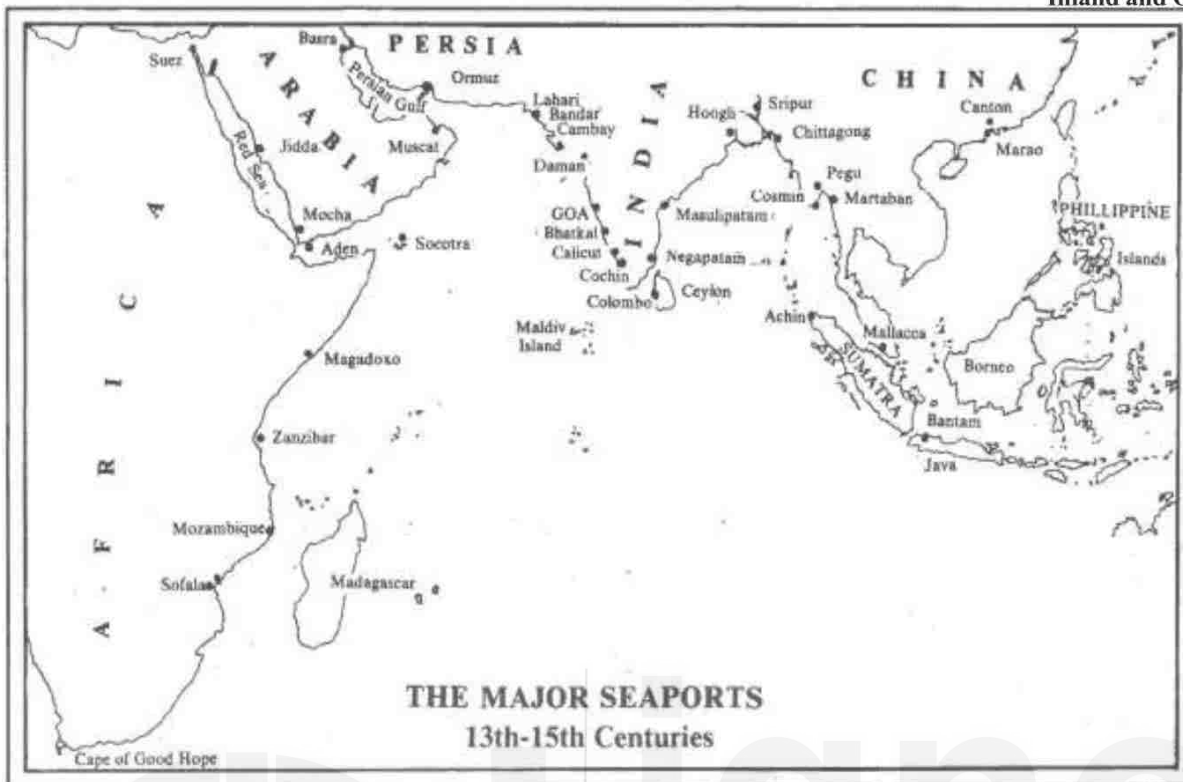 Inland and
Basra
PERSIA
Suez
ARABIA
Persian Gulf
Ormuz
CHINA
Lahari
Bandar
Cambay
INDIA
Hoogh
Sripur
Canton
Chittagong
Marao
Red Sea
Jidda
Muscat
Daman
Pegu
Cosmin
Martaban
Mocha
GOA
Masulipatam
PHILLIPPINE
Bhatkal
Aden
Socotra
Calicut
Negapatam
Islands
Cochin
Colombo
Ceylon
AFRICA
Maldiv
Island
Achin
Mallacca
Magadoxo
SUMATRA
Borneo
Zanzibar
Bantam
Java
Mozambique
Sofala
Madagascar
THE MAJOR SEAPORTS
13th-15th Centuries
Cape of Good Hope